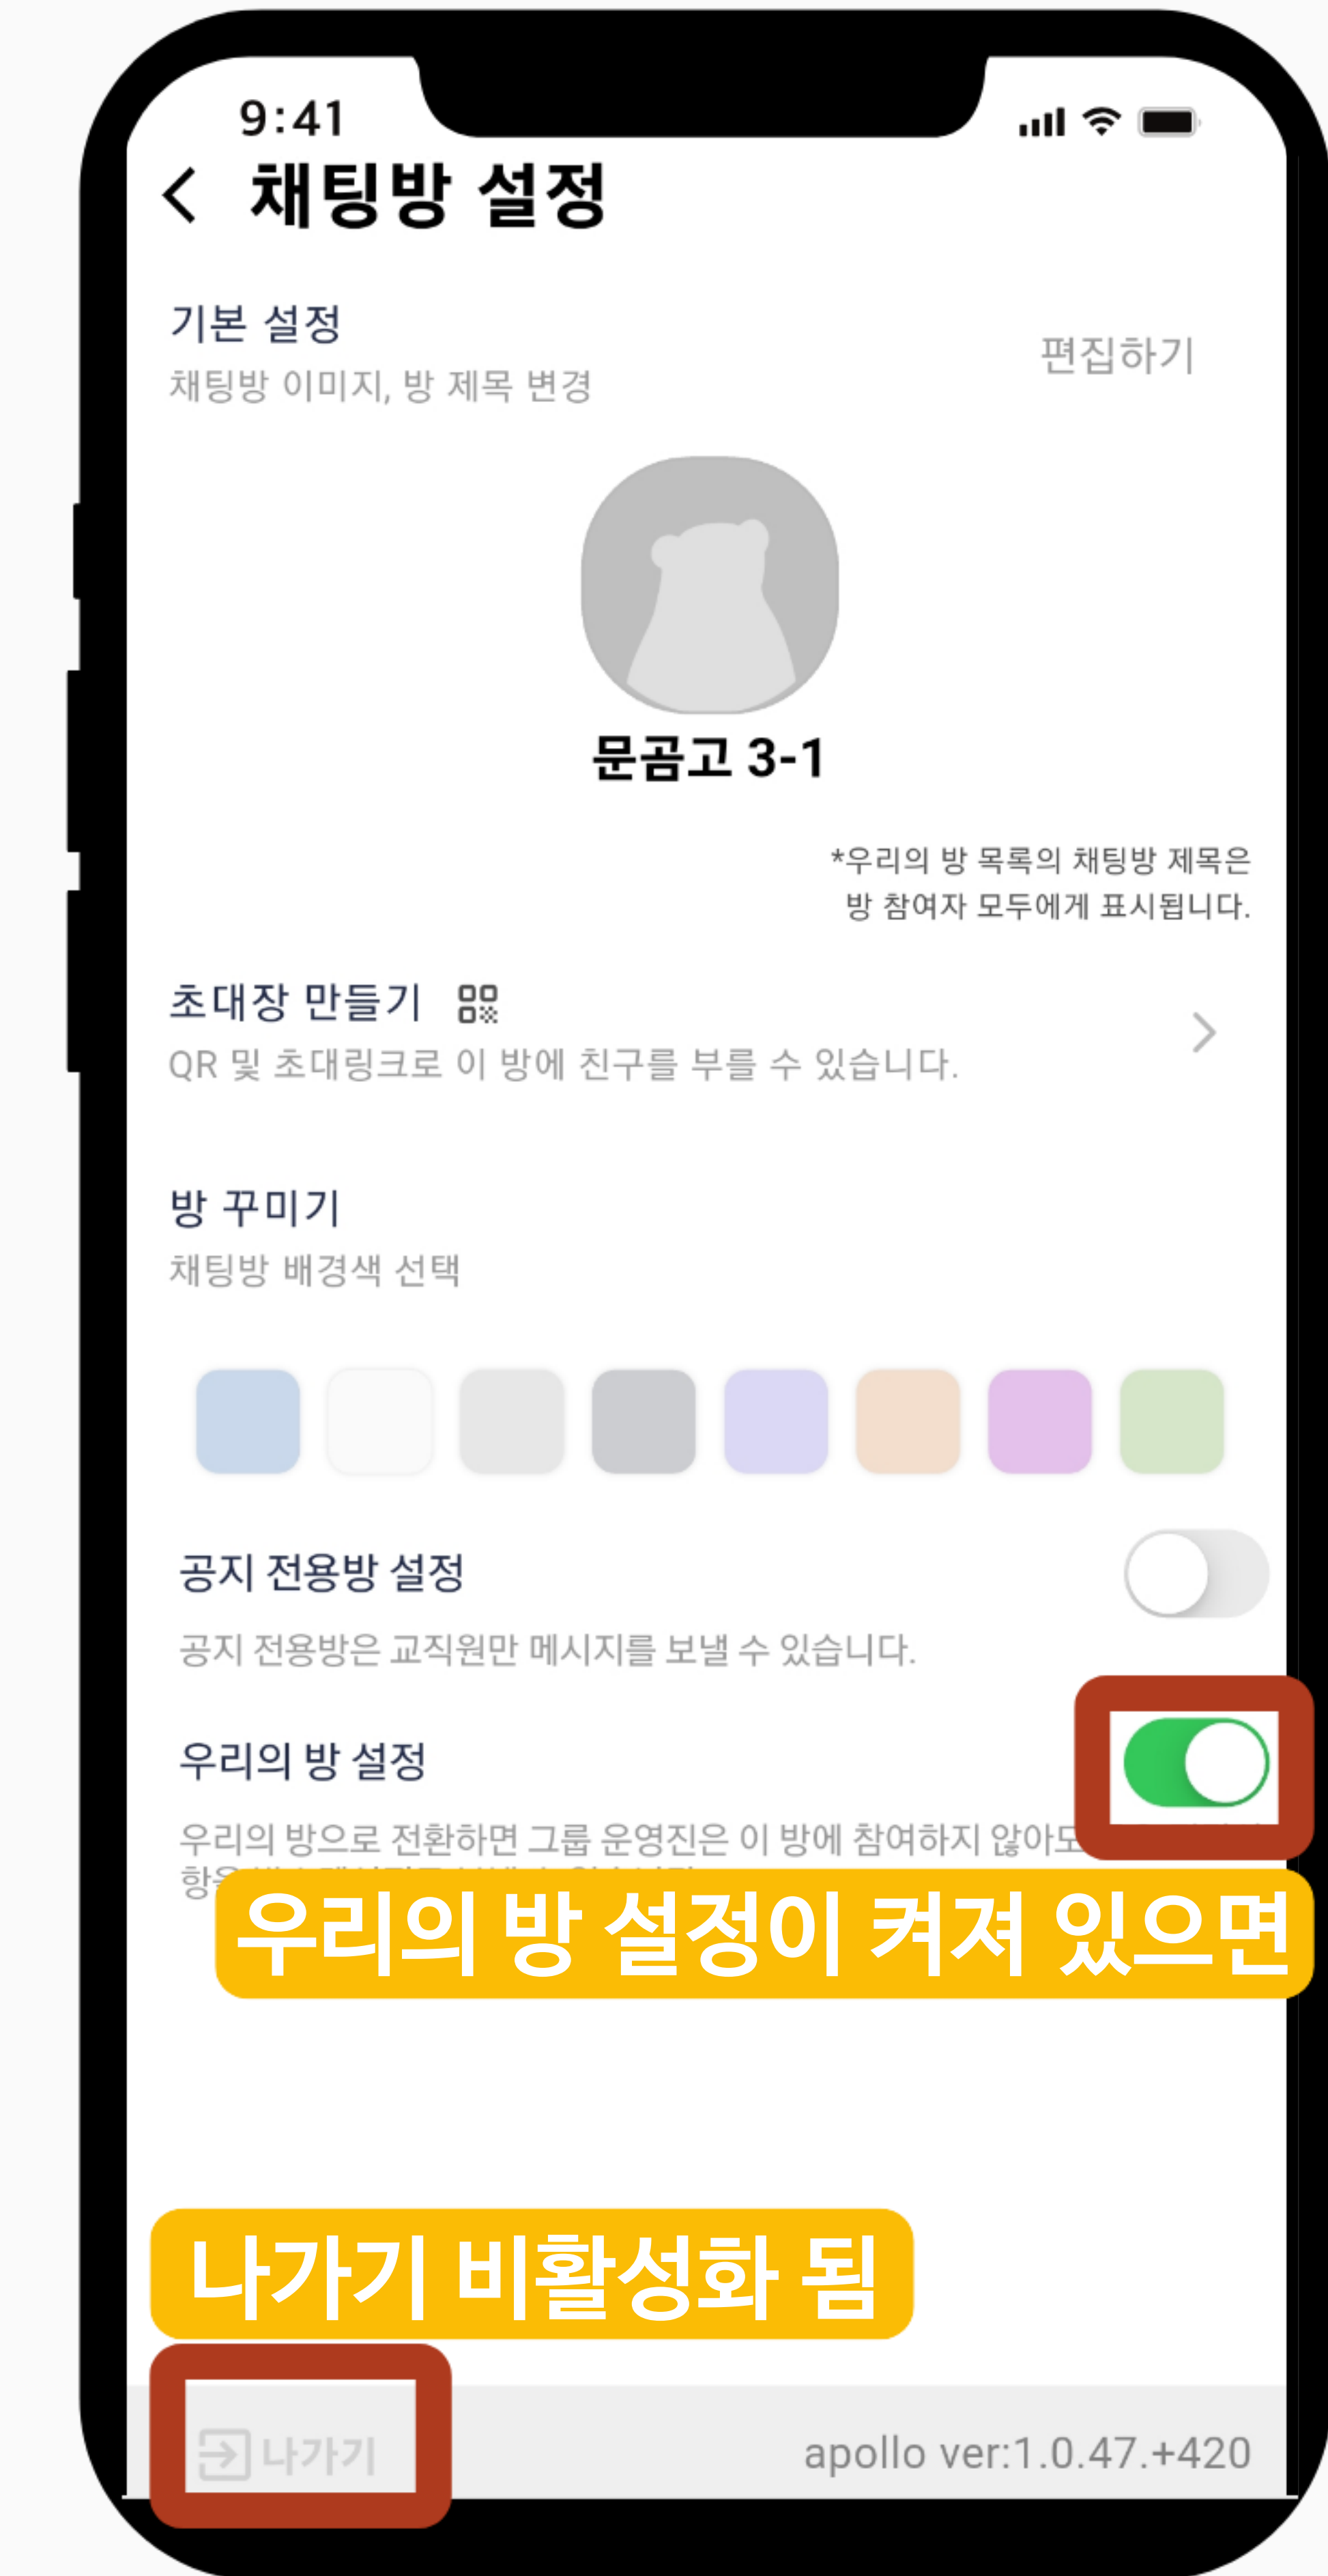 9:41
채팅방 설정
기본 설정
편집하기
채팅방 이미지, 방 제목 변경
문곰고 3-1
*우리의 방 목록의 채팅방 제목은
방 참여자 모두에게 표시됩니다.
초대장 만들기
QR 및 초대링크로 이 방에 친구를 부를 수 있습니다.
방 꾸미기
채팅방 배경색 선택
공지 전용방 설정
공지 전용방은 교직원만 메시지를 보낼 수 있습니다.
우리의 방 설정
우리의 방으로 전환하면 그룹 운영진은 이 방에 참여하지 않아도
우리의 방 설정이 켜져 있으면
나가기 비활성화 됨
나가기
apollo ver:1.0.47.+420